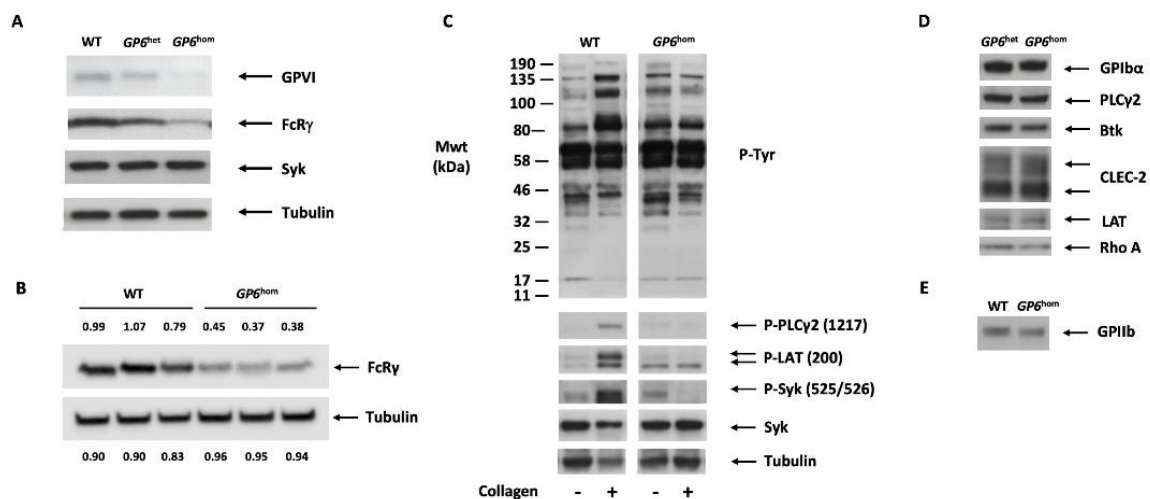 A
WT GP6het GP6hom
GPVI
FcRγ
Syk
Tubulin
B
WT GP6hom
0.99 1.07 0.79 0.45 0.37 0.38
FcRγ
Tubulin
0.90 0.90 0.83 0.96 0.95 0.94
C
WT GP6hom
Mwt
(kDa)
190
135
100
80
58
46
32
25
17
11
P-Tyr
P-PLCγ2 (1217)
P-LAT (200)
P-Syk (525/526)
Syk
Tubulin
Collagen - + - +
D
GP6het GP6hom
GPIbα
PLCγ2
Btk
CLEC-2
LAT
Rho A
E
WT GP6hom
GPIIb